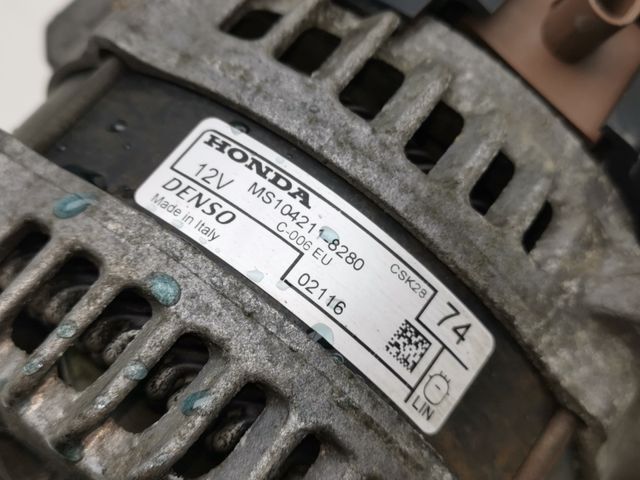 HONDA
12V MS104211-8280
DENSO C-006 EU CSK28
Made in Italy 02116 74
LIN